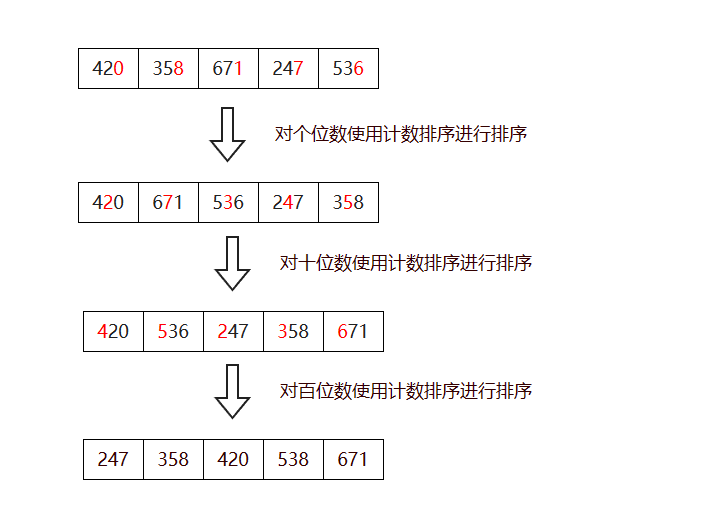 420 358 671 247 536
对个位数使用计数排序进行排序
420 671 536 247 358
对十位数使用计数排序进行排序
420 536 247 358 671
对百位数使用计数排序进行排序
247 358 420 538 671